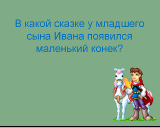 В какой сказке у младшего
сына Ивана появился
маленький конек?